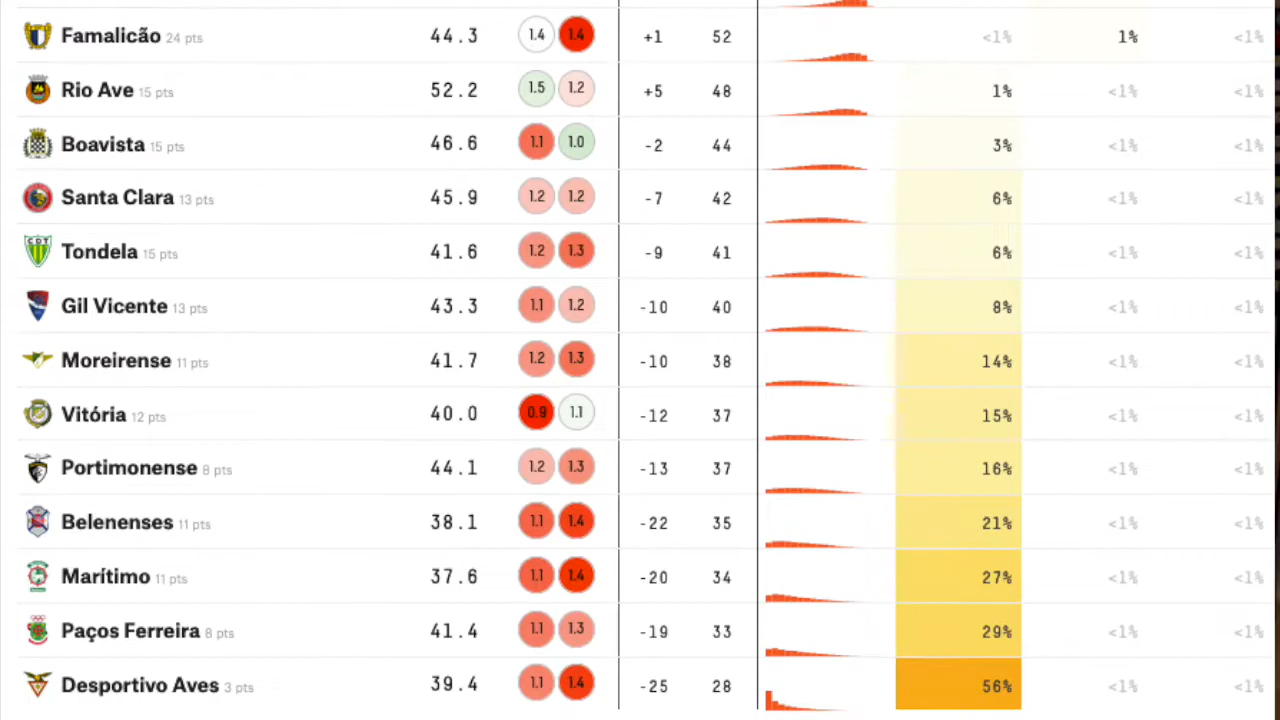 Famalicão 24 pts 44.3 1.4 1.4 +1 52 <1% 1% <1%
Rio Ave 15 pts 52.2 1.5 1.2 +5 48 1% <1% <1%
Boavista 15 pts 46.6 1.1 1.0 -2 44 3% <1% <1%
Santa Clara 13 pts 45.9 1.2 1.2 -7 42 6% <1% <1%
Tondela 15 pts 41.6 1.2 1.3 -9 41 6% <1% <1%
Gil Vicente 13 pts 43.3 1.1 1.2 -10 40 8% <1% <1%
Moreirense 11 pts 41.7 1.2 1.3 -10 38 14% <1% <1%
Vitória 12 pts 40.0 0.9 1.1 -12 37 15% <1% <1%
Portimonense 8 pts 44.1 1.2 1.3 -13 37 16% <1% <1%
Belenenses 11 pts 38.1 1.1 1.4 -22 35 21% <1% <1%
Marítimo 11 pts 37.6 1.1 1.4 -20 34 27% <1% <1%
Paços Ferreira 8 pts 41.4 1.1 1.3 -19 33 29% <1% <1%
Desportivo Aves 3 pts 39.4 1.1 1.4 -25 28 56% <1% <1%